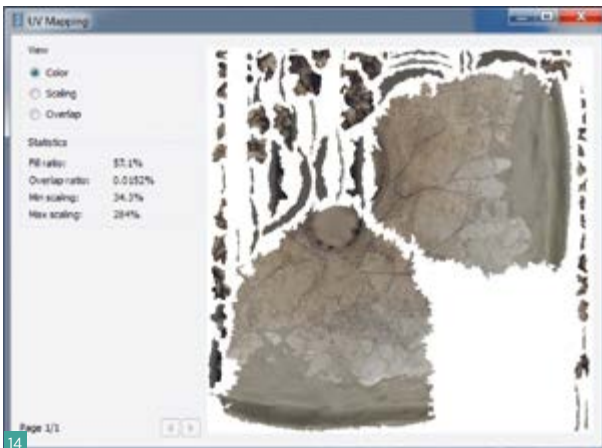 UV Mapping
View
Color
Scaling
Overlap
Statistics
Fill ratio: 57.1%
Overlap ratio: 0.0152%
Min scaling: 34.3%
Max scaling: 284%
Page 1/1
14